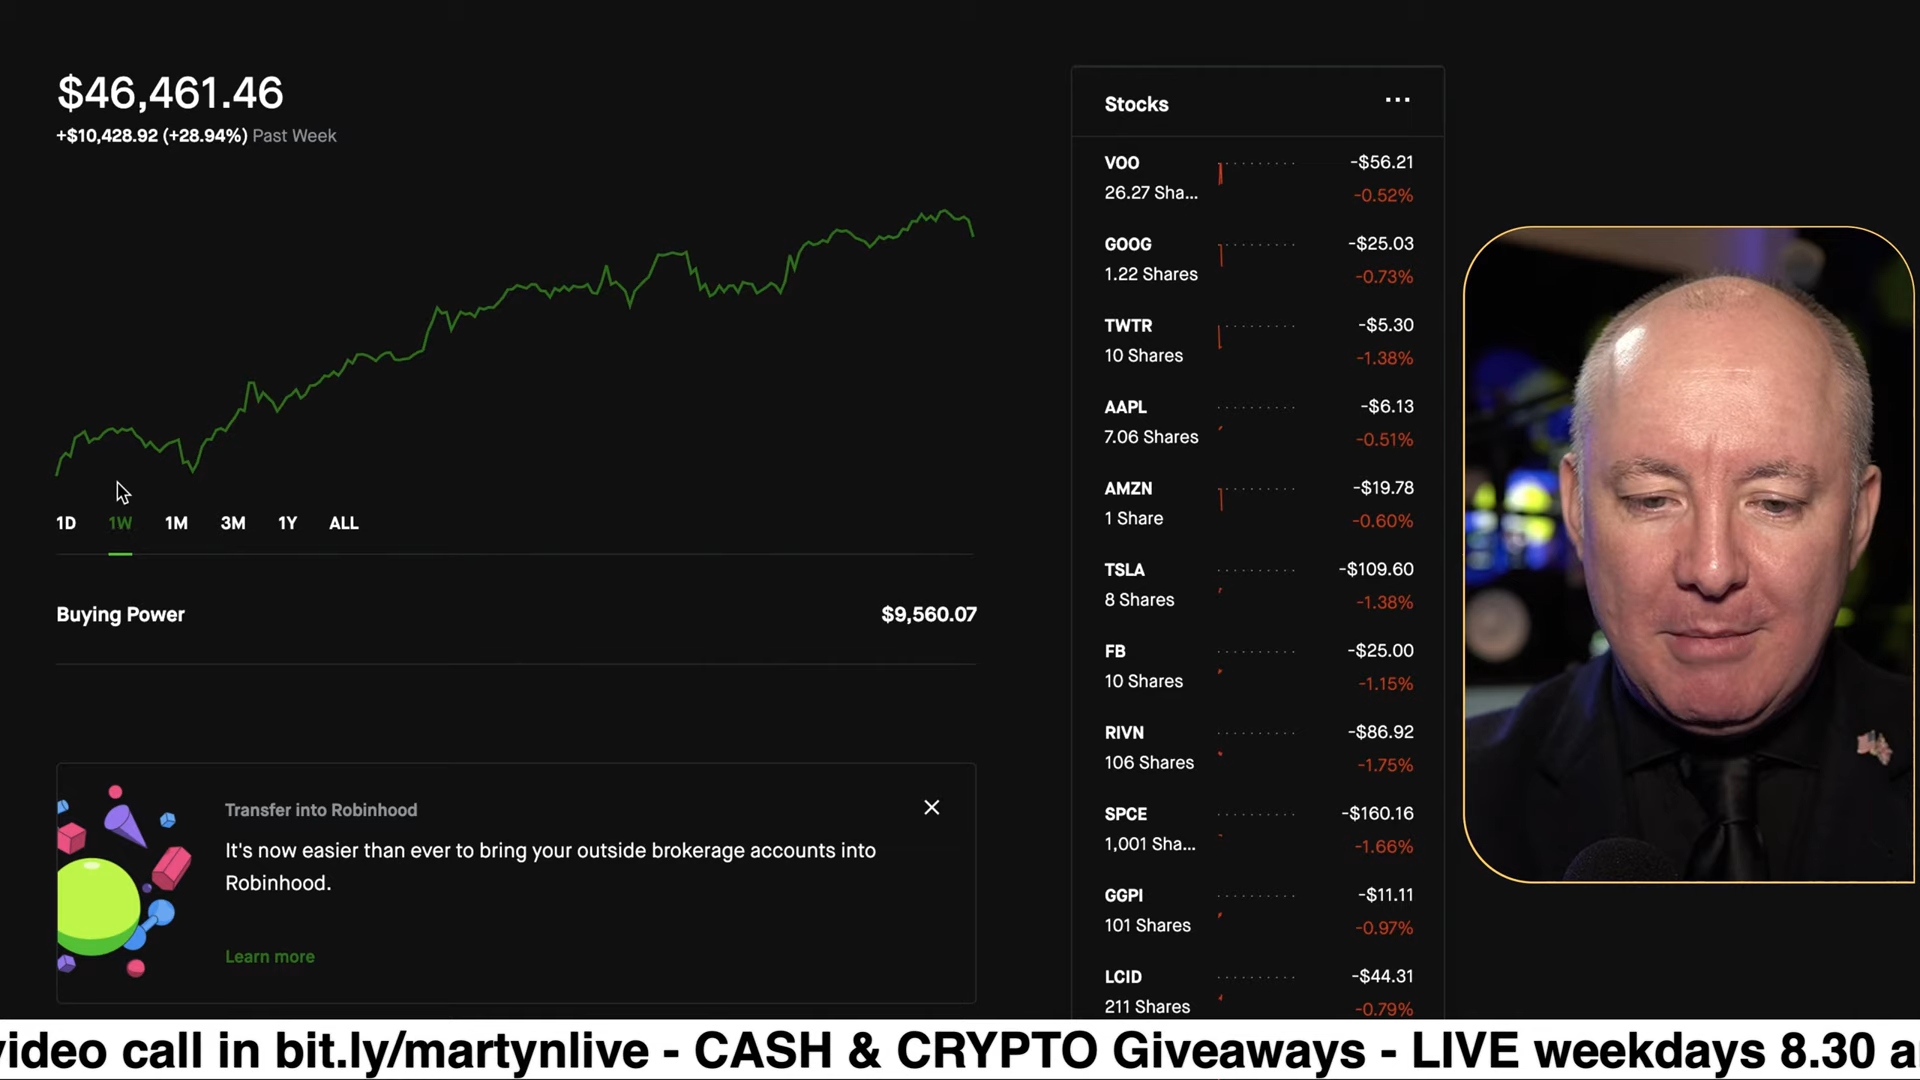 $46,461.46
+$10,428.92 (+28.94%) Past Week
1D 1W 1M 3M 1Y ALL
Buying Power $9,560.07
Transfer into Robinhood
It's now easier than ever to bring your outside brokerage accounts into
Robinhood.
Learn more
Stocks
VOO -$56.21
26.27 Sha... -0.52%
GOOG -$25.03
1.22 Shares -0.73%
TWTR -$5.30
10 Shares -1.38%
AAPL -$6.13
7.06 Shares -0.51%
AMZN -$19.78
1 Share -0.60%
TSLA -$109.60
8 Shares -1.38%
FB -$25.00
10 Shares -1.15%
RIVN -$86.92
106 Shares -1.75%
SPCE -$160.16
1,001 Sha... -1.66%
GGPI -$11.11
101 Shares -0.97%
LCID -$44.31
211 Shares -0.79%
video call in bit.ly/martynlive - CASH & CRYPTO Giveaways - LIVE weekdays 8.30 a